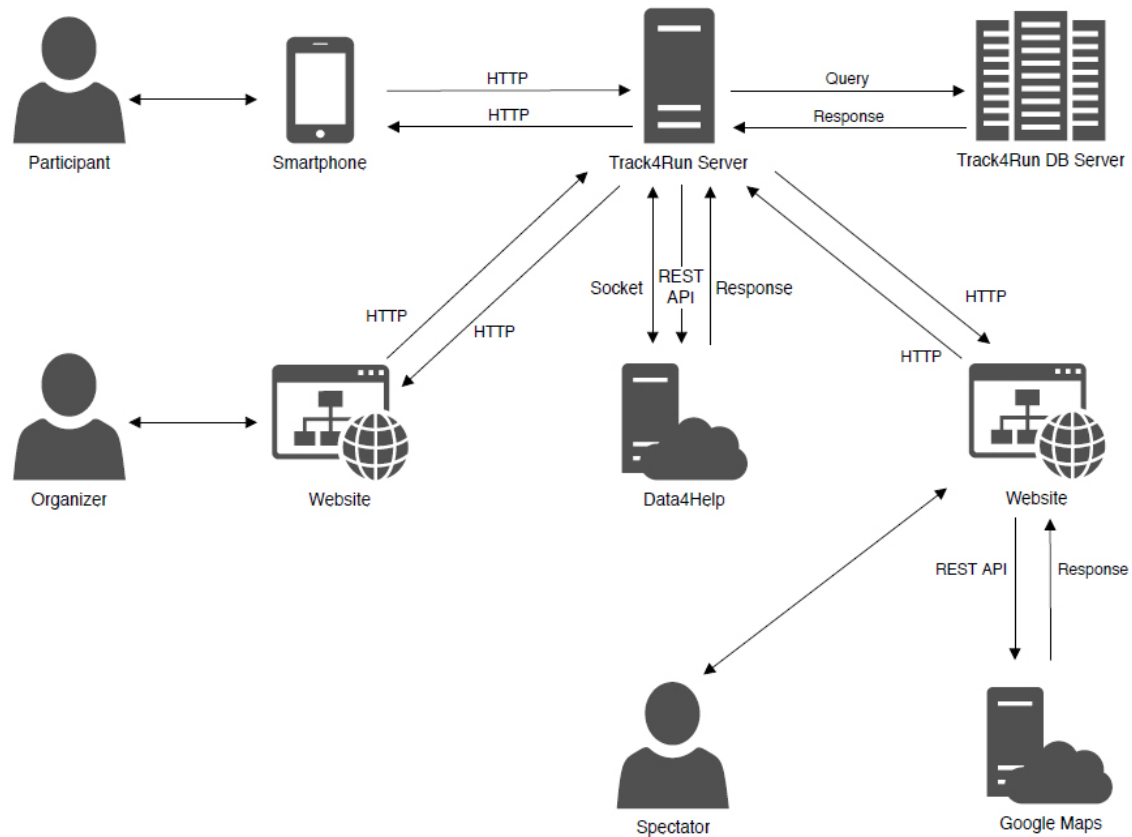 HTTP
Query
HTTP
Response
Participant
Smartphone
Track4Run Server
Track4Run DB Server
Socket
REST
API
Response
HTTP
HTTP
HTTP
HTTP
Organizer
Website
Data4Help
Website
REST API
Response
Spectator
Google Maps